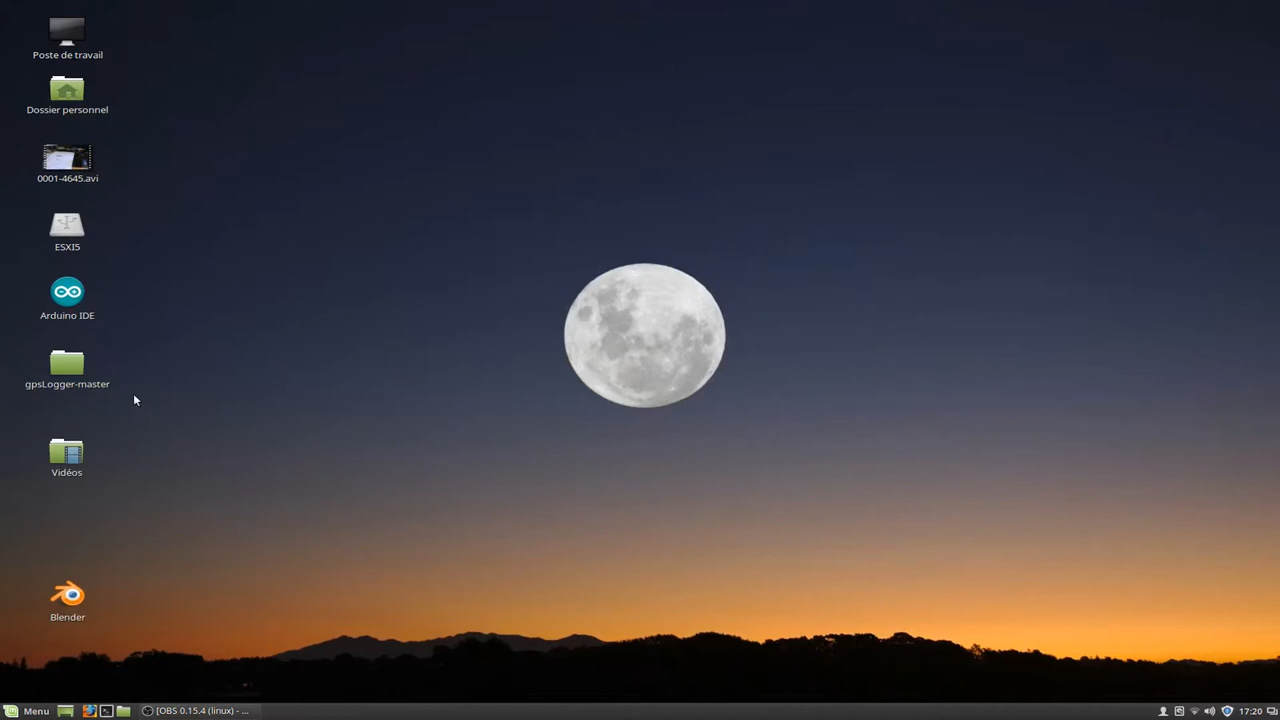 Poste de travail
Dossier personnel
0001-4645.avi
ESXI5
Arduino IDE
gpsLogger-master
Vidéos
Blender
Menu
[OBS 0.15.4 (linux) - ...
17:20